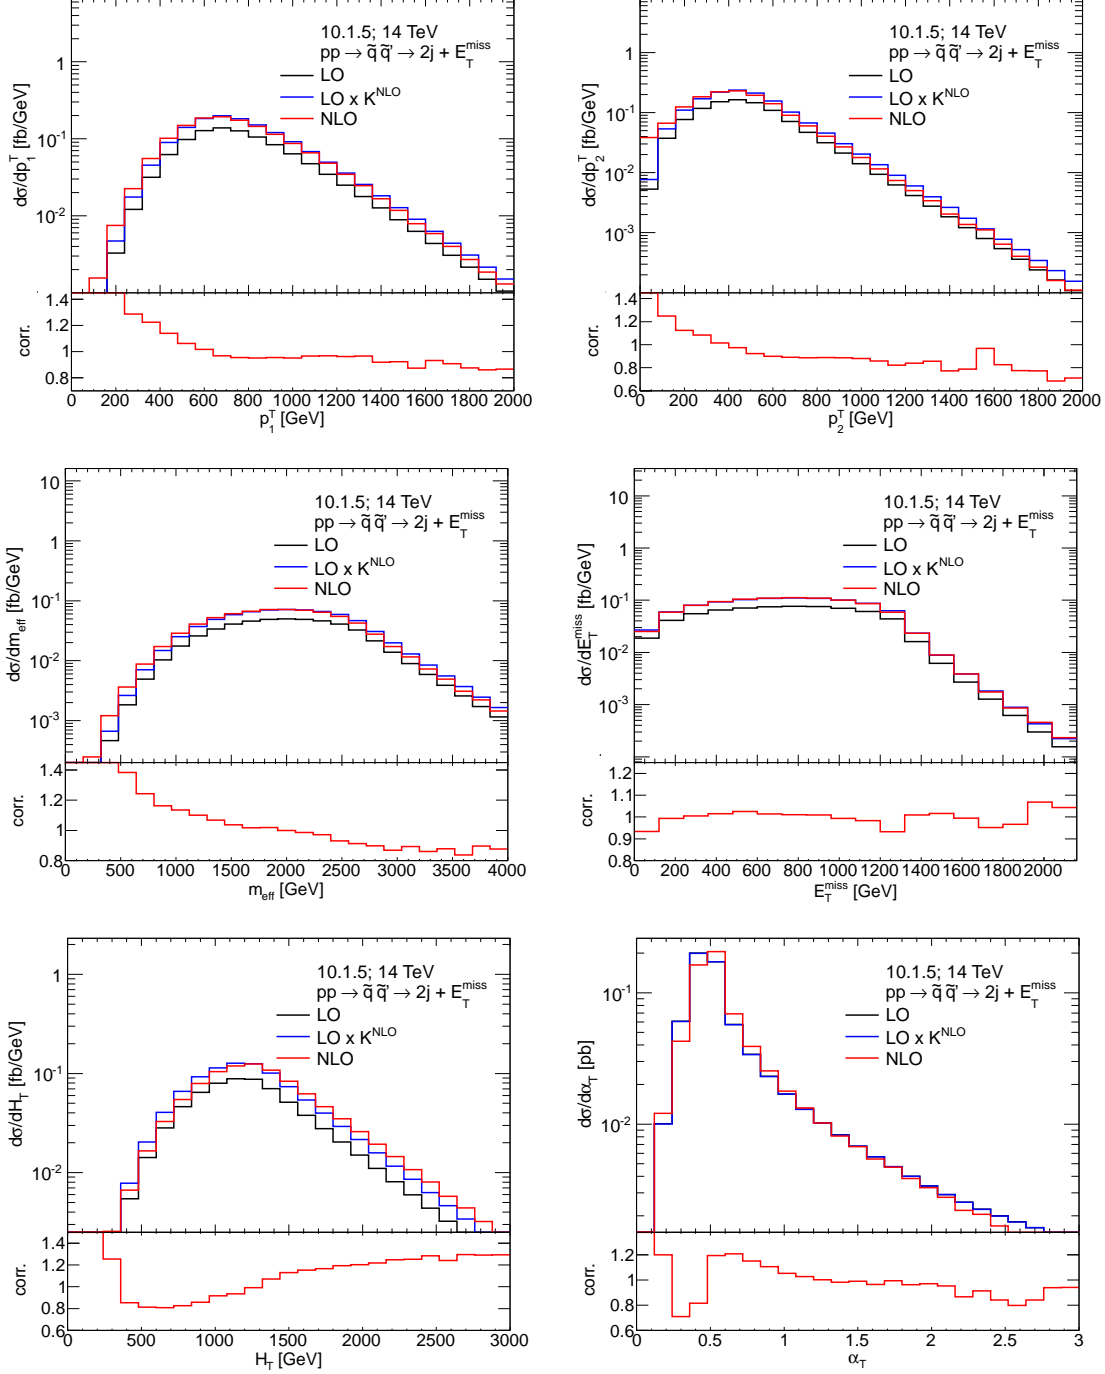 10.1.5; 14 TeV
pp → q̃ q̃' → 2j + E_T^miss
LO
LO x K^NLO
NLO
dσ/dp_1^T [fb/GeV]
1
10^-1
10^-2
corr.
1.4
1.2
1
0.8
0 200 400 600 800 1000 1200 1400 1600 1800 2000
p_1^T [GeV]
10.1.5; 14 TeV
pp → q̃ q̃' → 2j + E_T^miss
LO
LO x K^NLO
NLO
dσ/dp_2^T [fb/GeV]
1
10^-1
10^-2
10^-3
corr.
1.4
1.2
1
0.8
0.6
0 200 400 600 800 1000 1200 1400 1600 1800 2000
p_2^T [GeV]
10.1.5; 14 TeV
pp → q̃ q̃' → 2j + E_T^miss
LO
LO x K^NLO
NLO
dσ/dm_eff [fb/GeV]
10
1
10^-1
10^-2
10^-3
corr.
1.4
1.2
1
0.8
0 500 1000 1500 2000 2500 3000 3500 4000
m_eff [GeV]
10.1.5; 14 TeV
pp → q̃ q̃' → 2j + E_T^miss
LO
LO x K^NLO
NLO
dσ/dE_T^miss [fb/GeV]
10
1
10^-1
10^-2
10^-3
corr.
1.2
1.1
1
0.9
0.8
0 200 400 600 800 1000 1200 1400 1600 1800 2000
E_T^miss [GeV]
10.1.5; 14 TeV
pp → q̃ q̃' → 2j + E_T^miss
LO
LO x K^NLO
NLO
dσ/dH_T [fb/GeV]
1
10^-1
10^-2
corr.
1.4
1.2
1
0.8
0.6
0 500 1000 1500 2000 2500 3000
H_T [GeV]
10.1.5; 14 TeV
pp → q̃ q̃' → 2j + E_T^miss
LO
LO x K^NLO
NLO
dσ/dα_T [pb]
10^-1
10^-2
corr.
1.2
1
0.8
0.6
0 0.5 1 1.5 2 2.5 3
α_T